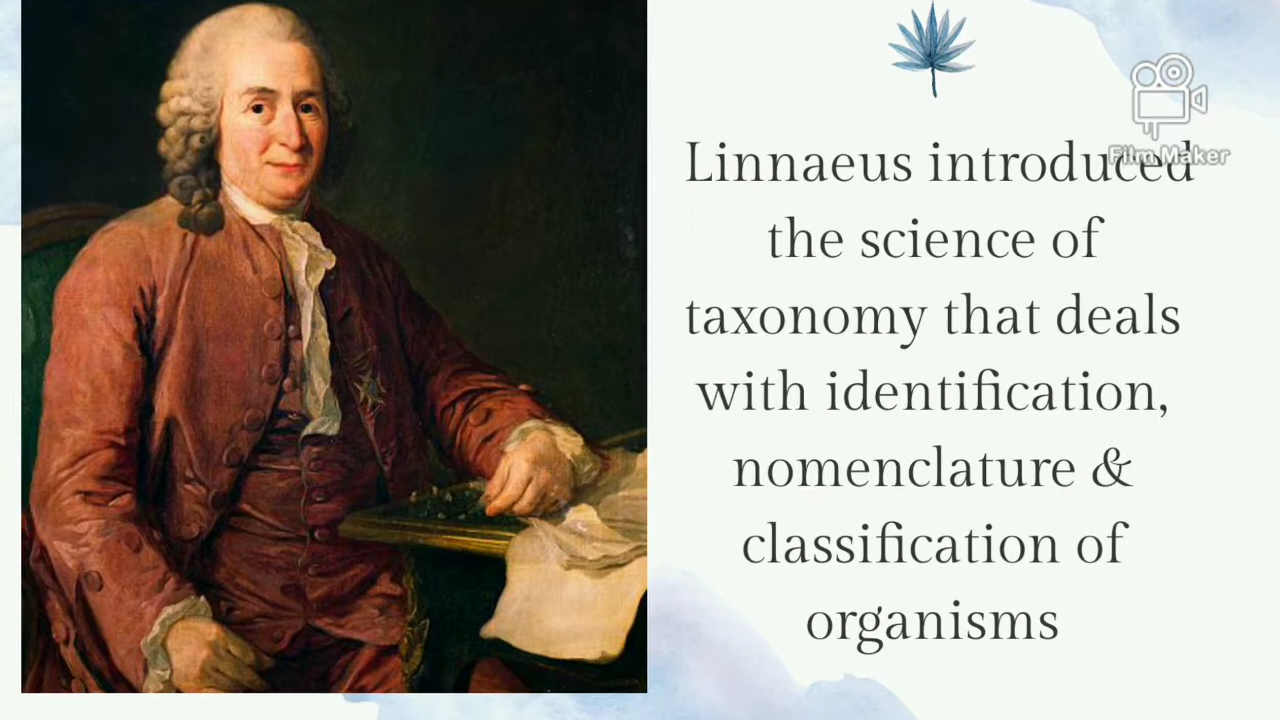 Film Maker
Linnaeus introduced
the science of
taxonomy that deals
with identification,
nomenclature &
classification of
organisms